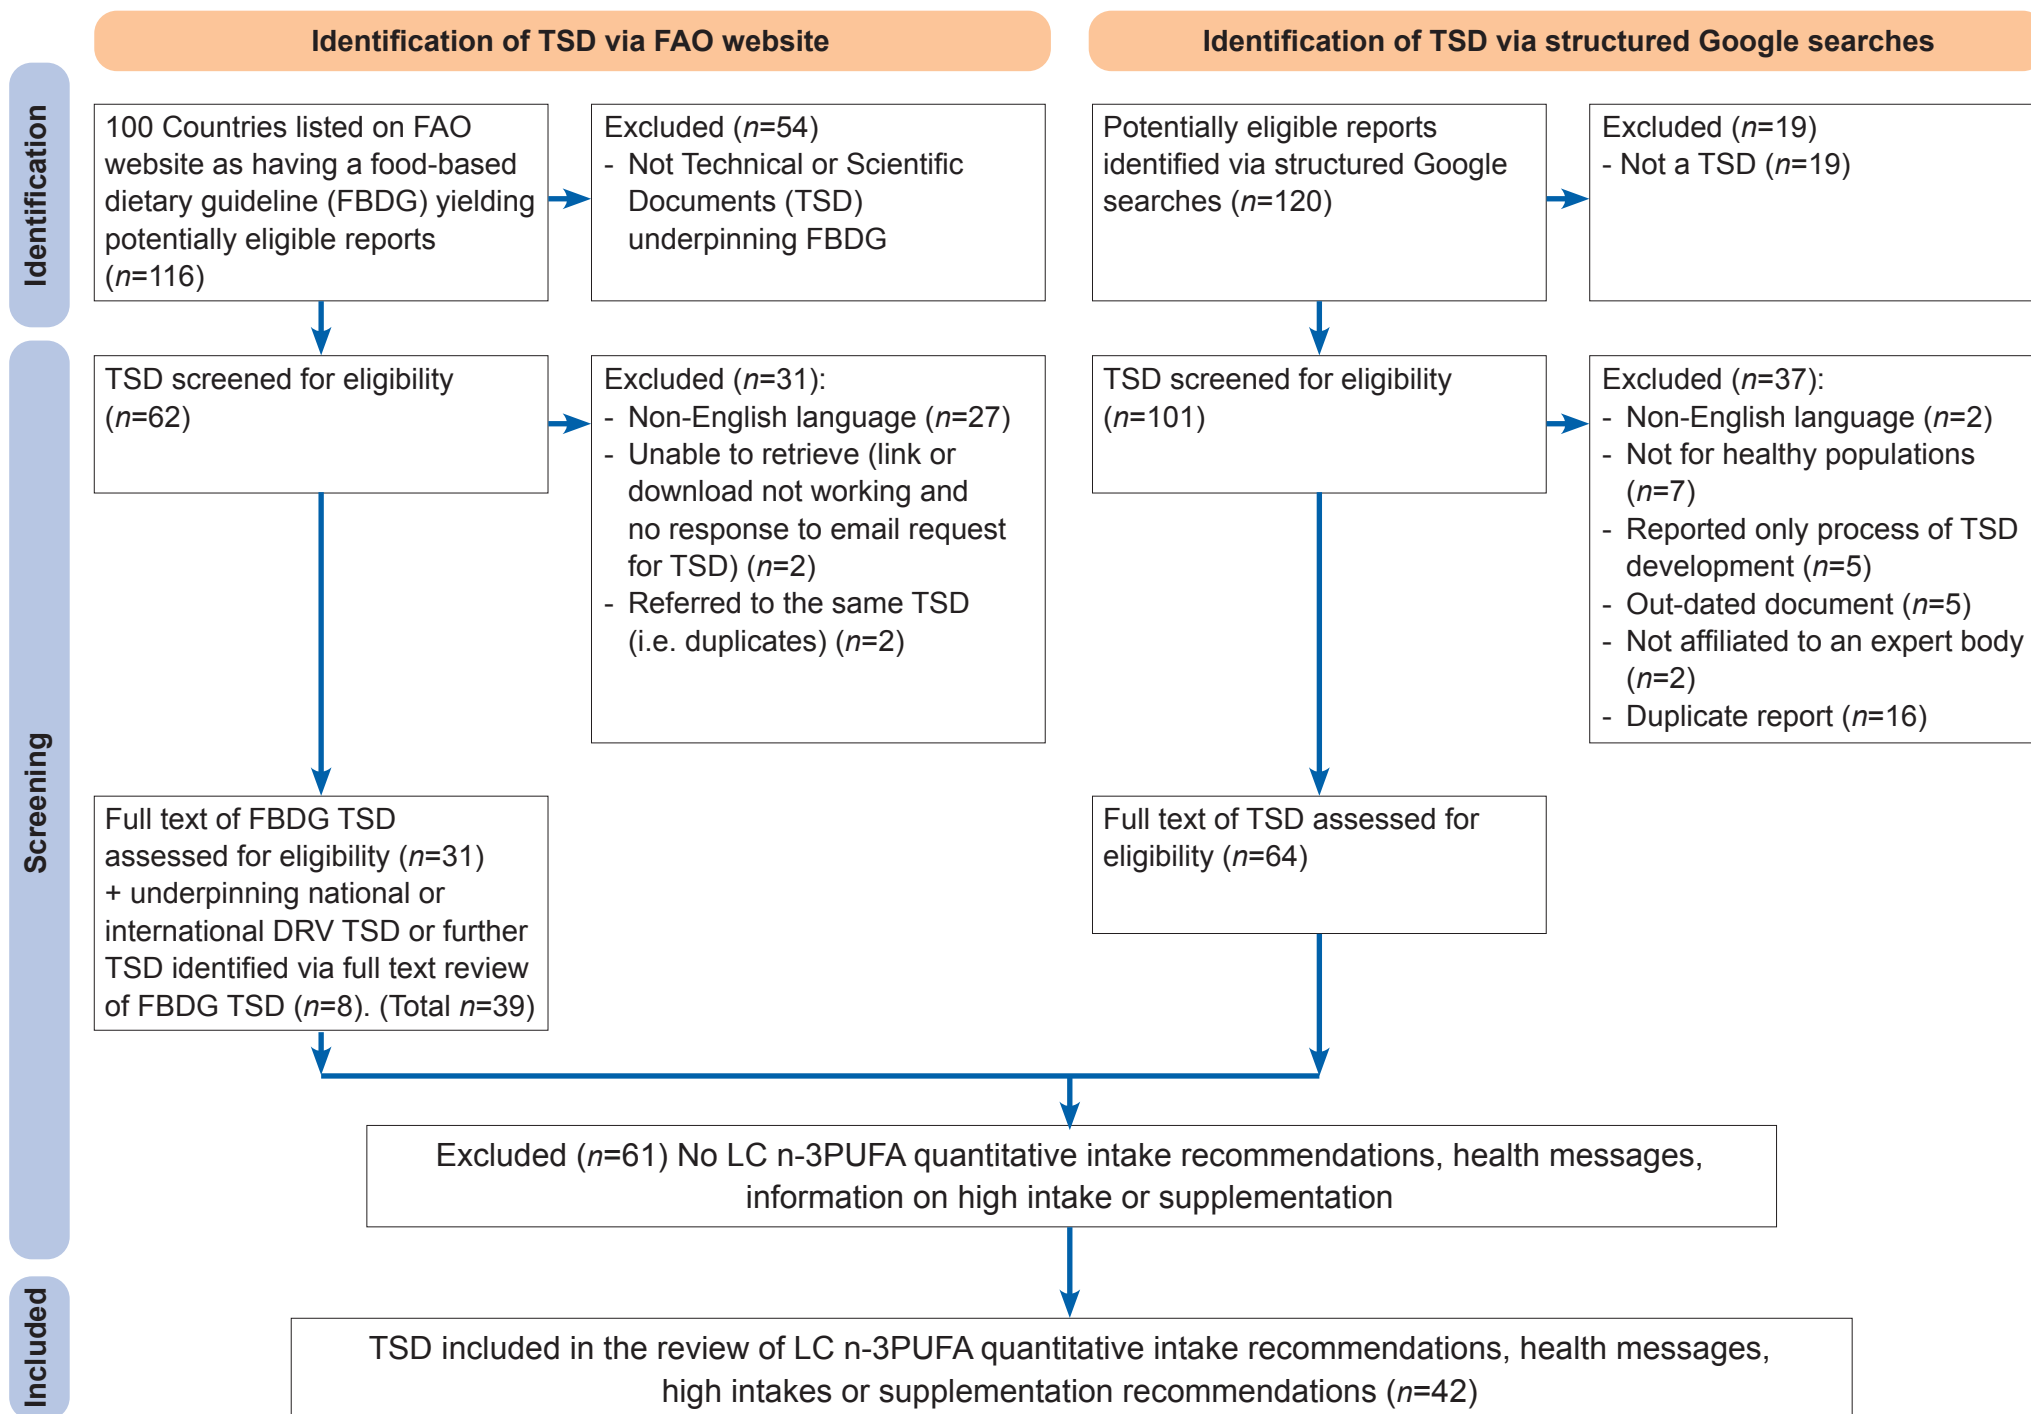 Identification of TSD via FAO website
Identification of TSD via structured Google searches
Identification
100 Countries listed on FAO
website as having a food-based
dietary guideline (FBDG) yielding
potentially eligible reports
(n=116)
Excluded (n=54)
- Not Technical or Scientific
Documents (TSD)
underpinning FBDG
Potentially eligible reports
identified via structured Google
searches (n=120)
Excluded (n=19)
- Not a TSD (n=19)
Screening
TSD screened for eligibility
(n=62)
Excluded (n=31):
- Non-English language (n=27)
- Unable to retrieve (link or
download not working and
no response to email request
for TSD) (n=2)
- Referred to the same TSD
(i.e. duplicates) (n=2)
TSD screened for eligibility
(n=101)
Excluded (n=37):
- Non-English language (n=2)
- Not for healthy populations
(n=7)
- Reported only process of TSD
development (n=5)
- Out-dated document (n=5)
- Not affiliated to an expert body
(n=2)
- Duplicate report (n=16)
Full text of FBDG TSD
assessed for eligibility (n=31)
+ underpinning national or
international DRV TSD or further
TSD identified via full text review
of FBDG TSD (n=8). (Total n=39)
Full text of TSD assessed for
eligibility (n=64)
Excluded (n=61) No LC n-3PUFA quantitative intake recommendations, health messages,
information on high intake or supplementation
Included
TSD included in the review of LC n-3PUFA quantitative intake recommendations, health messages,
high intakes or supplementation recommendations (n=42)